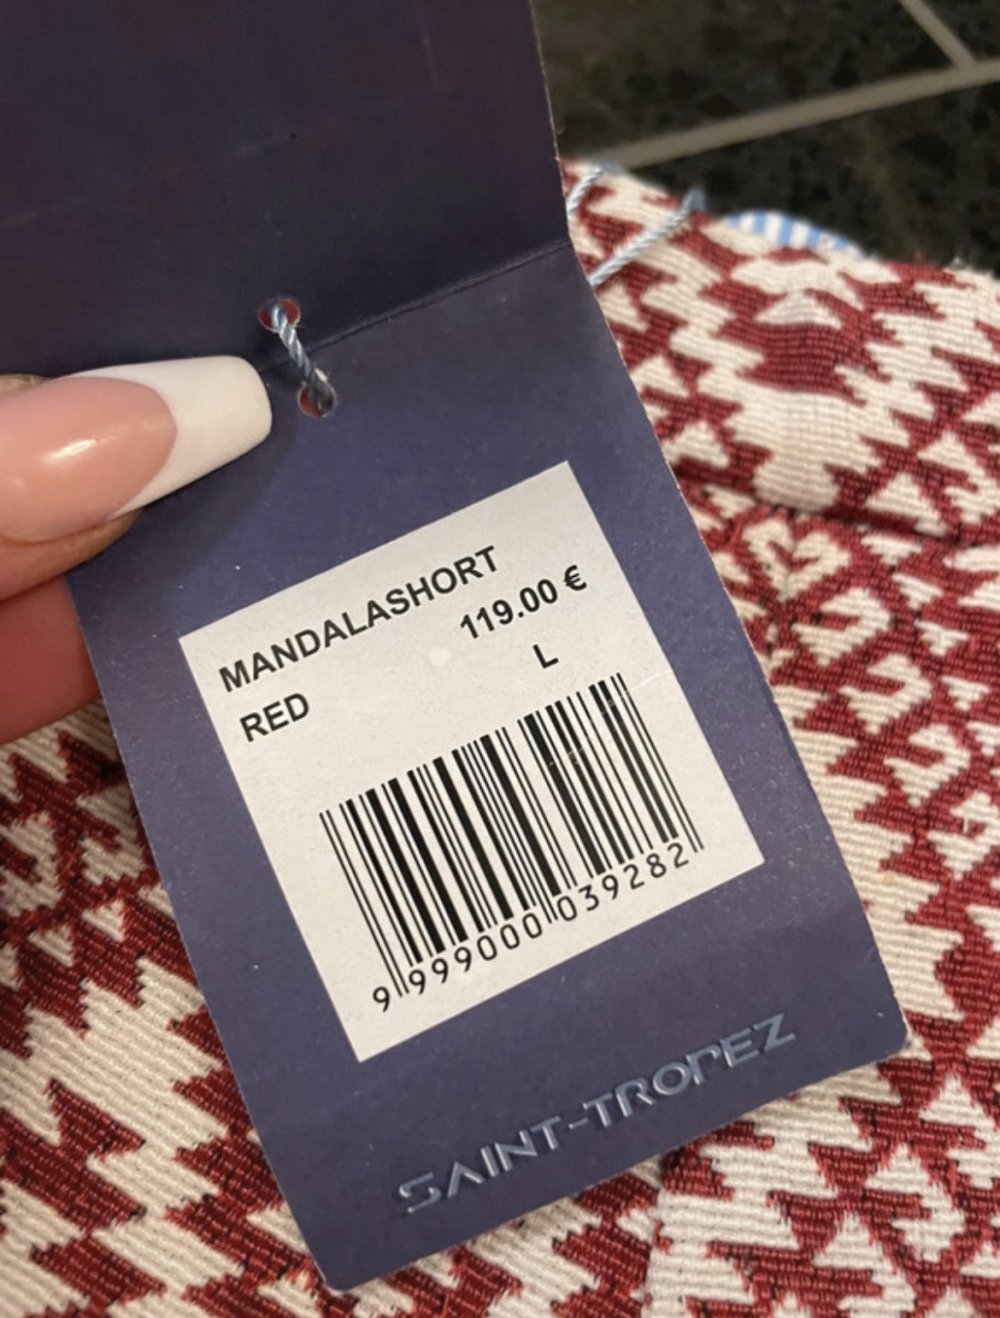 MANDALASHORT
119.00 €
RED L
9 999000 039282
SAINT-TROPEZ